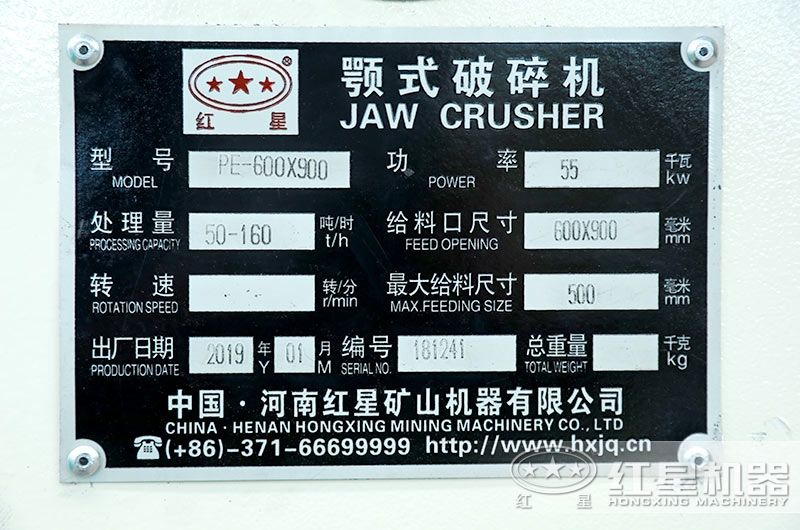 ®
红 星
颚式破碎机
JAW CRUSHER
型 号 PE-600X900
MODEL
功 率 55 千瓦
POWER kw
处理量 50-160 吨/时
PROCESSING CAPACITY t/h
给料口尺寸 600X900 毫米
FEED OPENING mm
转 速 转/分
ROTATION SPEED r/min
最大给料尺寸 500 毫米
MAX.FEEDING SIZE mm
出厂日期 2019 年 01 月
PRODUCTION DATE Y M
编号 181241
SERIAL NO.
总重量 千克
TOTAL WEIGHT kg
中国·河南红星矿山机器有限公司
CHINA·HENAN HONGXING MINING MACHINERY CO., LTD
☎(+86)-371-66699999 http://www.hxjq.cn
红 星
红星机器
HONGXING MACHINERY